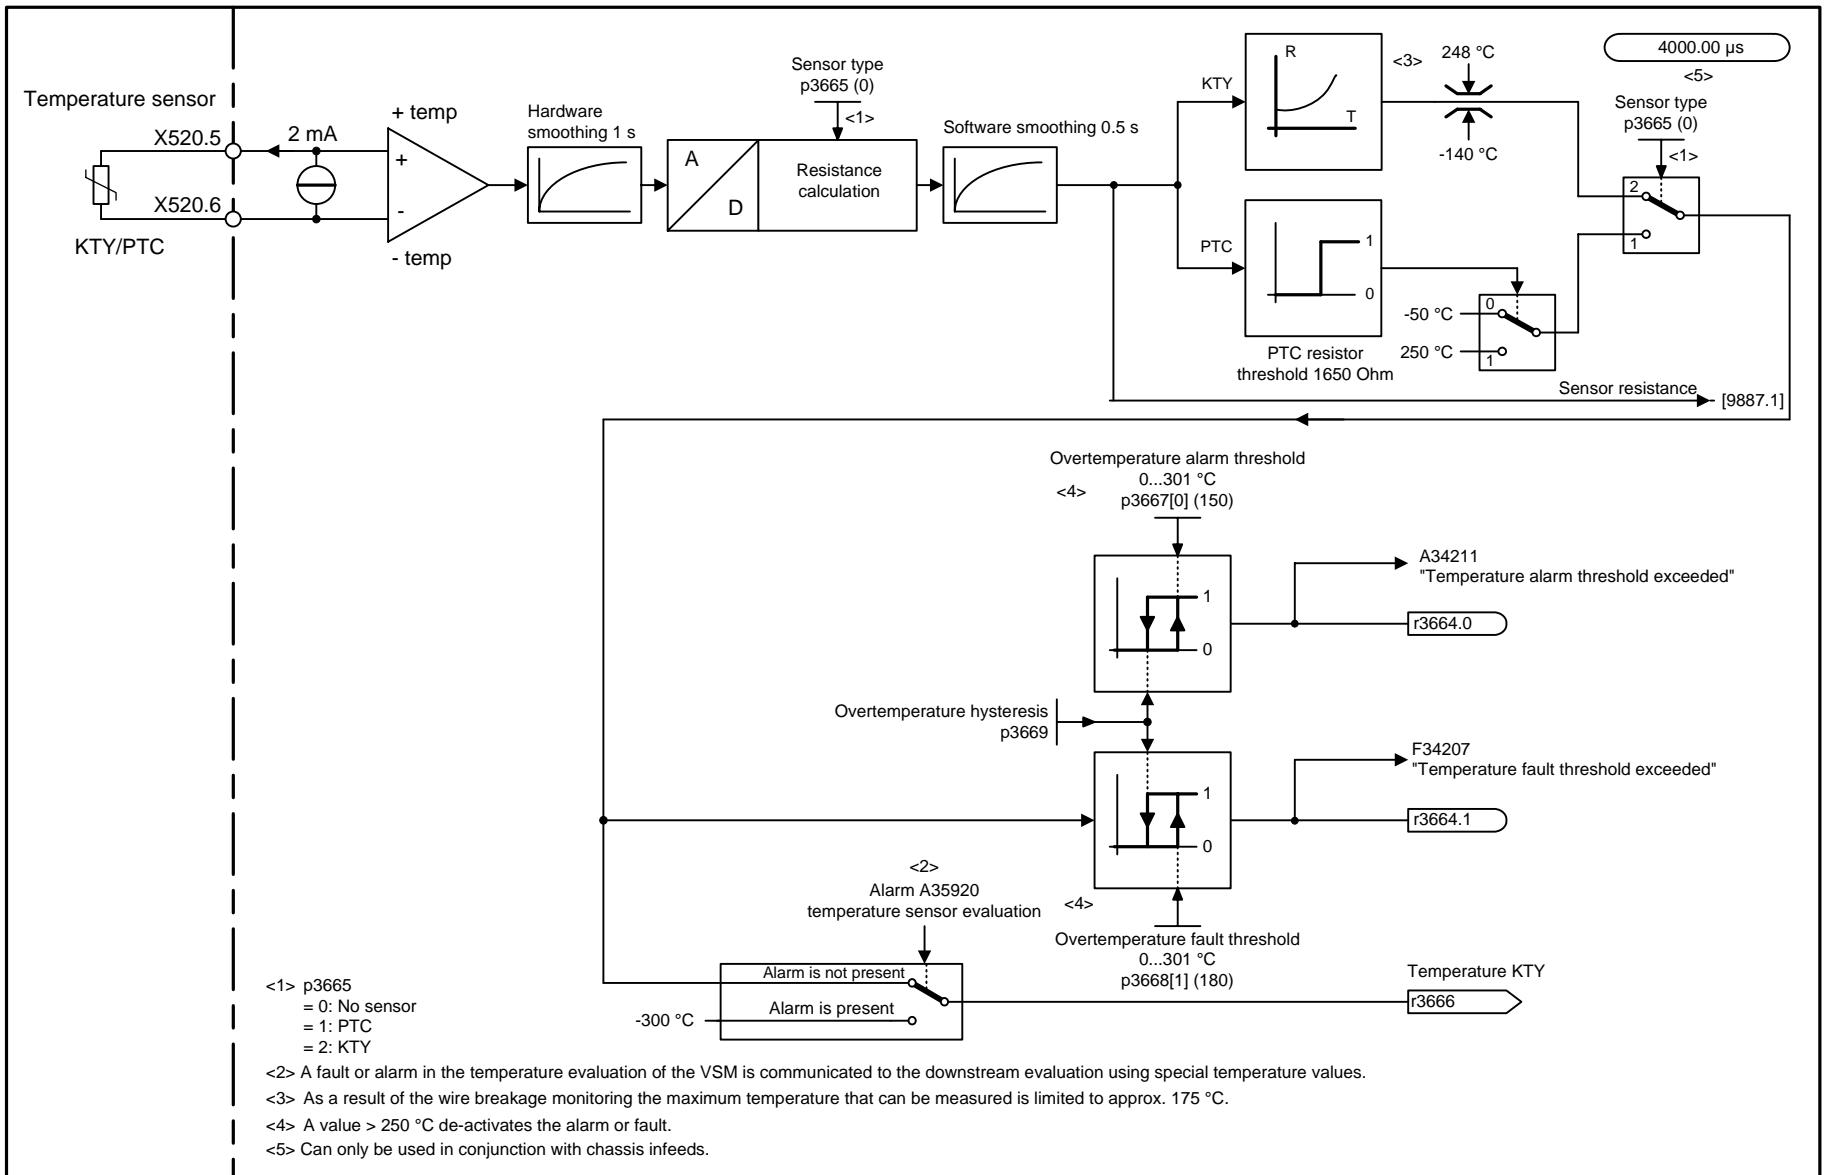 4000.00 µs
<5>
Sensor type
p3665 (0)
<1>
2
1
Temperature sensor
X520.5
X520.6
KTY/PTC
2 mA
+ temp
+
-
- temp
Hardware
smoothing 1 s
Sensor type
p3665 (0)
<1>
A
D
Resistance
calculation
Software smoothing 0.5 s
KTY
R
T
<3>
248 °C
-140 °C
PTC
1
0
PTC resistor
threshold 1650 Ohm
-50 °C
0
250 °C
1
Sensor resistance
[9887.1]
Overtemperature alarm threshold
0...301 °C
<4>
p3667[0] (150)
1
0
A34211
"Temperature alarm threshold exceeded"
r3664.0
Overtemperature hysteresis
p3669
1
0
F34207
"Temperature fault threshold exceeded"
r3664.1
<4>
Overtemperature fault threshold
0...301 °C
p3668[1] (180)
<2>
Alarm A35920
temperature sensor evaluation
Alarm is not present
Alarm is present
-300 °C
Temperature KTY
r3666
<1> p3665
= 0: No sensor
= 1: PTC
= 2: KTY
<2> A fault or alarm in the temperature evaluation of the VSM is communicated to the downstream evaluation using special temperature values.
<3> As a result of the wire breakage monitoring the maximum temperature that can be measured is limited to approx. 175 °C.
<4> A value > 250 °C de-activates the alarm or fault.
<5> Can only be used in conjunction with chassis infeeds.